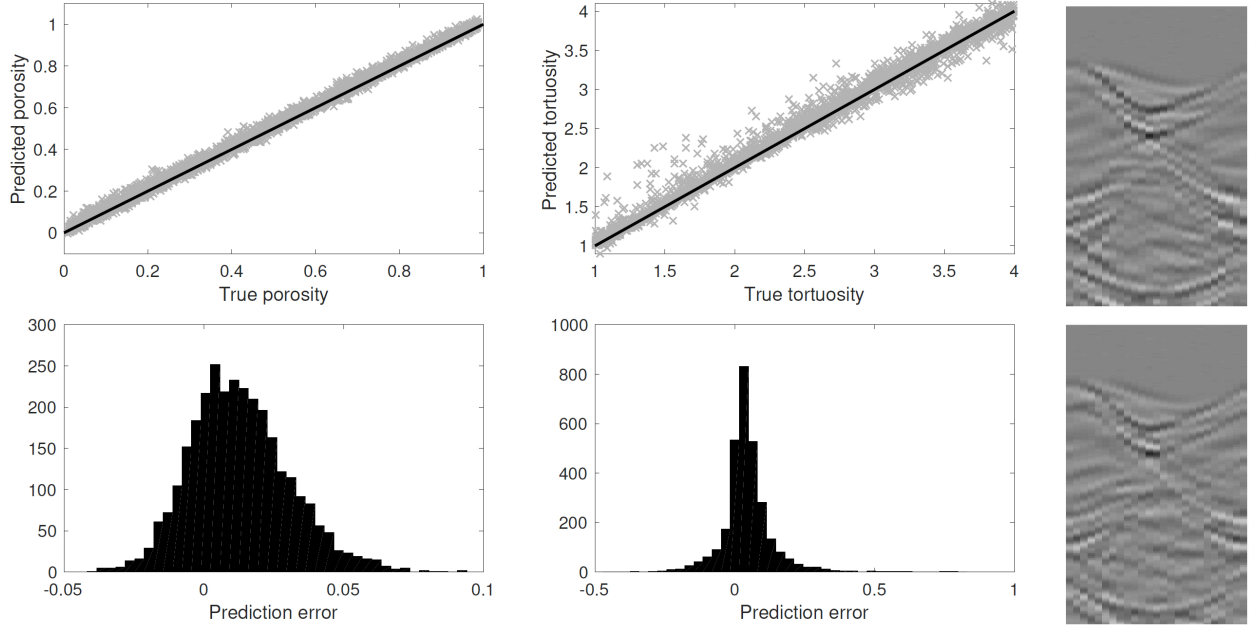 Predicted porosity
1
0.8
0.6
0.4
0.2
0
0 0.2 0.4 0.6 0.8 1
True porosity
Predicted tortuosity
4
3.5
3
2.5
2
1.5
1
1 1.5 2 2.5 3 3.5 4
True tortuosity
300
250
200
150
100
50
0
-0.05 0 0.05 0.1
Prediction error
1000
800
600
400
200
0
-0.5 0 0.5 1
Prediction error